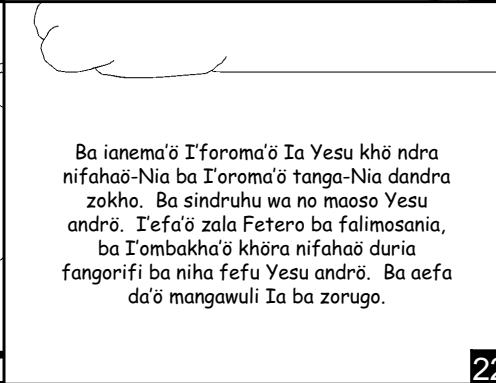 Ba ianema'ö I'foroma'ö Ia Yesu khö ndra
nifahaö-Nia ba I'oroma'ö tanga-Nia dandra
zokho. Ba sindruhu wa no maoso Yesu
andrö. I'efa'ö zala Fetero ba falimosania,
ba I'ombakha'ö khöra nifahaö duria
fangorifi ba niha fefu Yesu andrö. Ba aefa
da'ö mangawuli Ia ba zorugo.